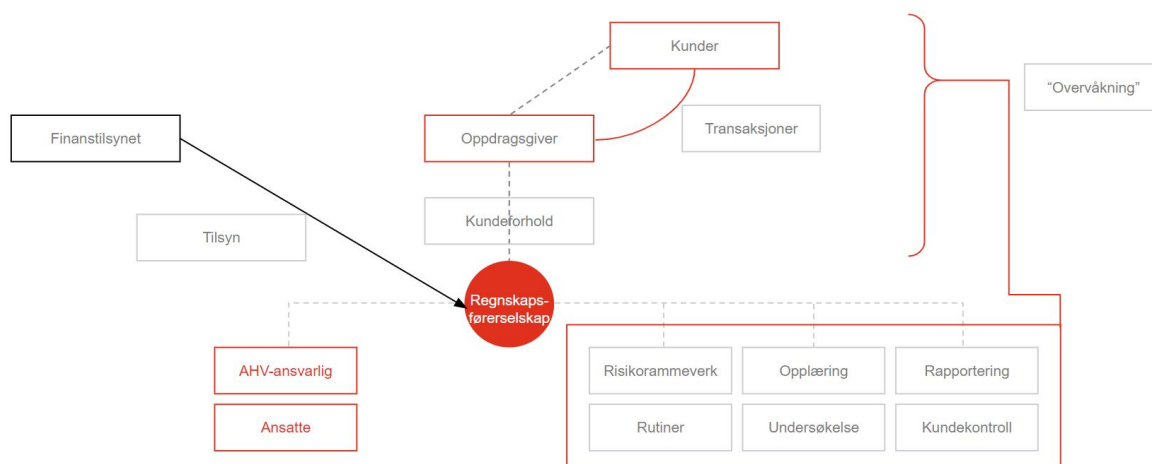 Kunder
“Overvåkning”
Transaksjoner
Finanstilsynet
Oppdragsgiver
Kundeforhold
Tilsyn
Regnskaps-
førerselskap
AHV-ansvarlig
Risikorammeverk
Opplæring
Rapportering
Ansatte
Rutiner
Undersøkelse
Kundekontroll